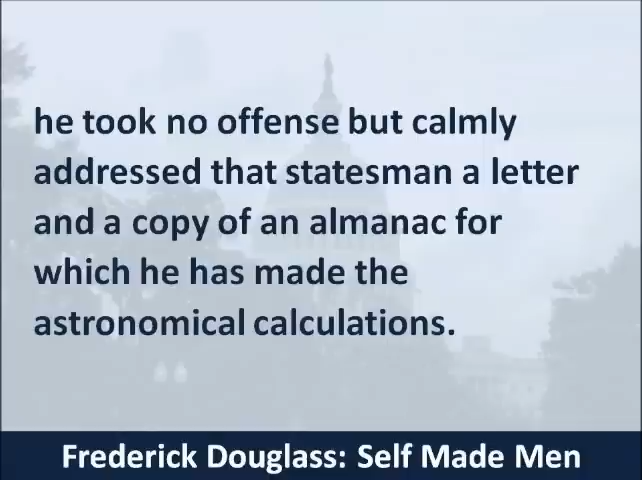 he took no offense but calmly
addressed that statesman a letter
and a copy of an almanac for
which he has made the
astronomical calculations.
Frederick Douglass: Self Made Men